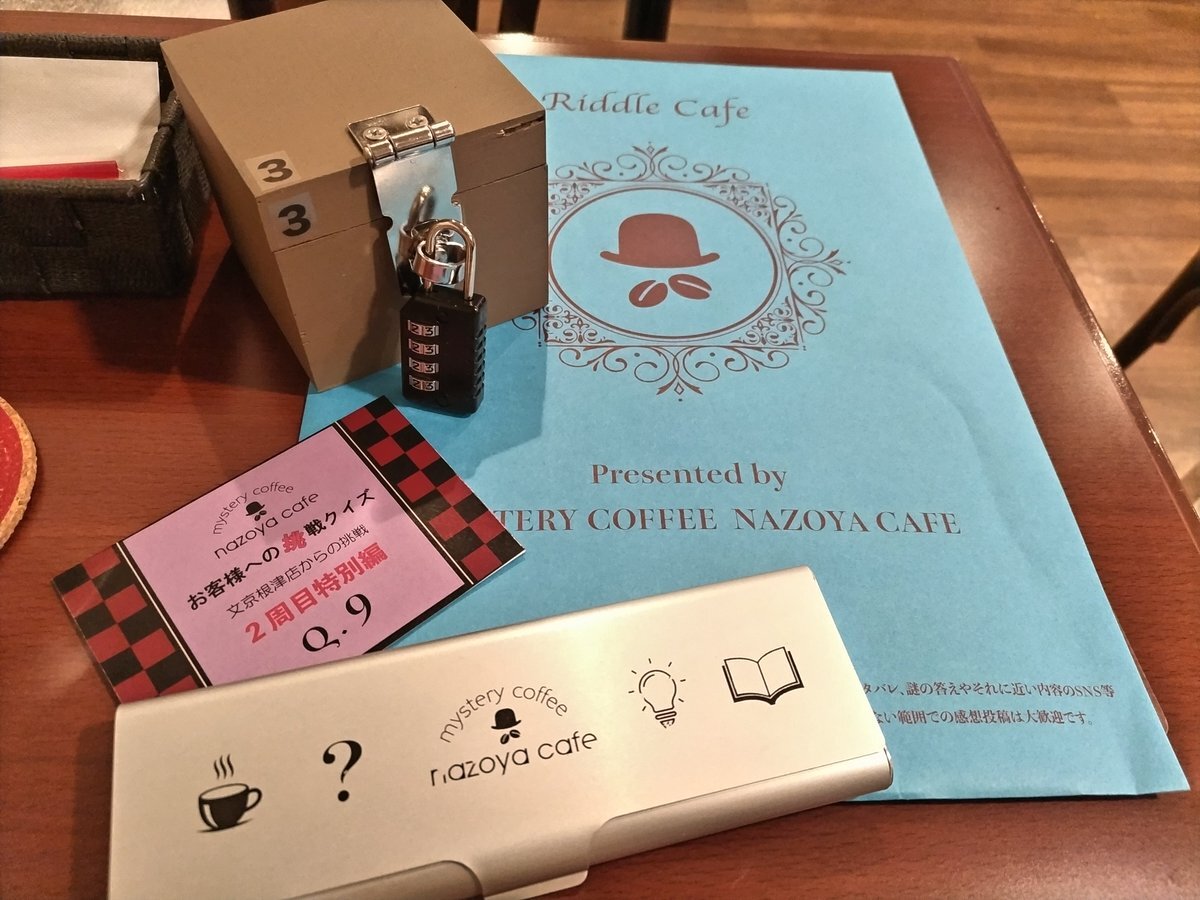 Riddle Cafe
3
3
23
23
23
23
Presented by
TERY COFFEE NAZOYA CAFE
mystery coffee
nazoya cafe
お客様への挑戦クイズ
文京根津店からの挑戦
2周目特別編
Q.9
タバレ、謎の答えやそれに近い内容のSNS等
ない範囲での感想投稿は大歓迎です。
mystery coffee
nazoya cafe
?